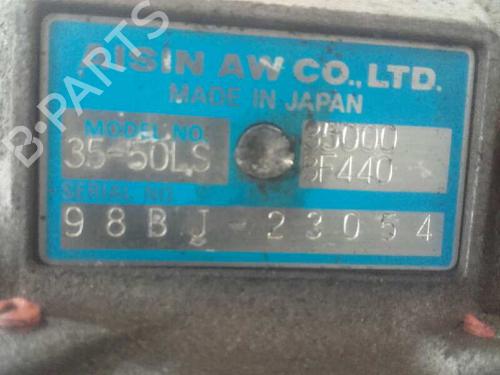 B-PARTS
AISIN AW CO., LTD.
MADE IN JAPAN
MODEL NO.
35-50LS
35000
3F440
SERIAL NO.
98BJ-23054